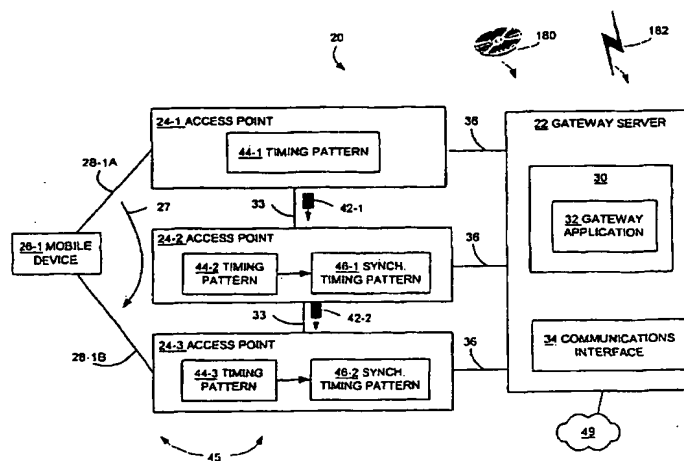 20
180
182
24-1 ACCESS POINT
44-1 TIMING PATTERN
38
22 GATEWAY SERVER
28-1A
27
33
42-1
30
32 GATEWAY APPLICATION
26-1 MOBILE DEVICE
24-2 ACCESS POINT
44-2 TIMING PATTERN
46-1 SYNCH. TIMING PATTERN
36
33
42-2
28-1B
24-3 ACCESS POINT
44-3 TIMING PATTERN
46-2 SYNCH. TIMING PATTERN
36
34 COMMUNICATIONS INTERFACE
45
49